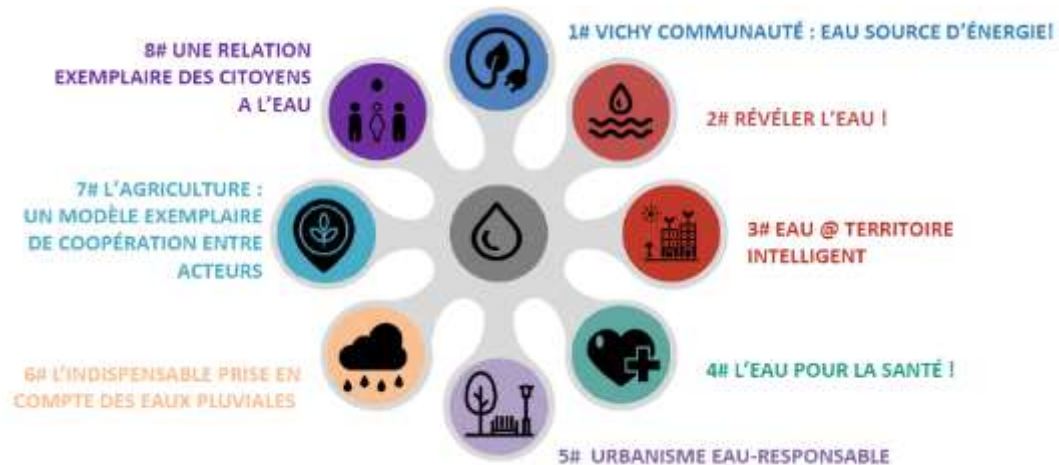 1# VICHY COMMUNAUTÉ : EAU SOURCE D'ÉNERGIE!
2# RÉVÉLER L'EAU !
3# EAU @ TERRITOIRE
INTELLIGENT
4# L'EAU POUR LA SANTÉ !
5# URBANISME EAU-RESPONSABLE
6# L'INDISPENSABLE PRISE EN
COMPTE DES EAUX PLUVIALES
7# L'AGRICULTURE :
UN MODÈLE EXEMPLAIRE
DE COOPÉRATION ENTRE
ACTEURS
8# UNE RELATION
EXEMPLAIRE DES CITOYENS
A L'EAU